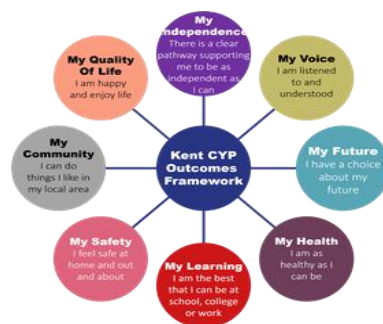 My
Independence
There is a clear
pathway supporting
me to be as
independent as
I can
My Voice
I am listened
to and
understood
My Future
I have a choice
about my
future
My Health
I am as
healthy as I
can be
My Learning
I am the best
that I can be at
school, college
or work
My Safety
I feel safe at
home and out
and about
My
Community
I can do
things I like in
my local area
My Quality
Of Life
I am happy
and enjoy life
Kent CYP
Outcomes
Framework